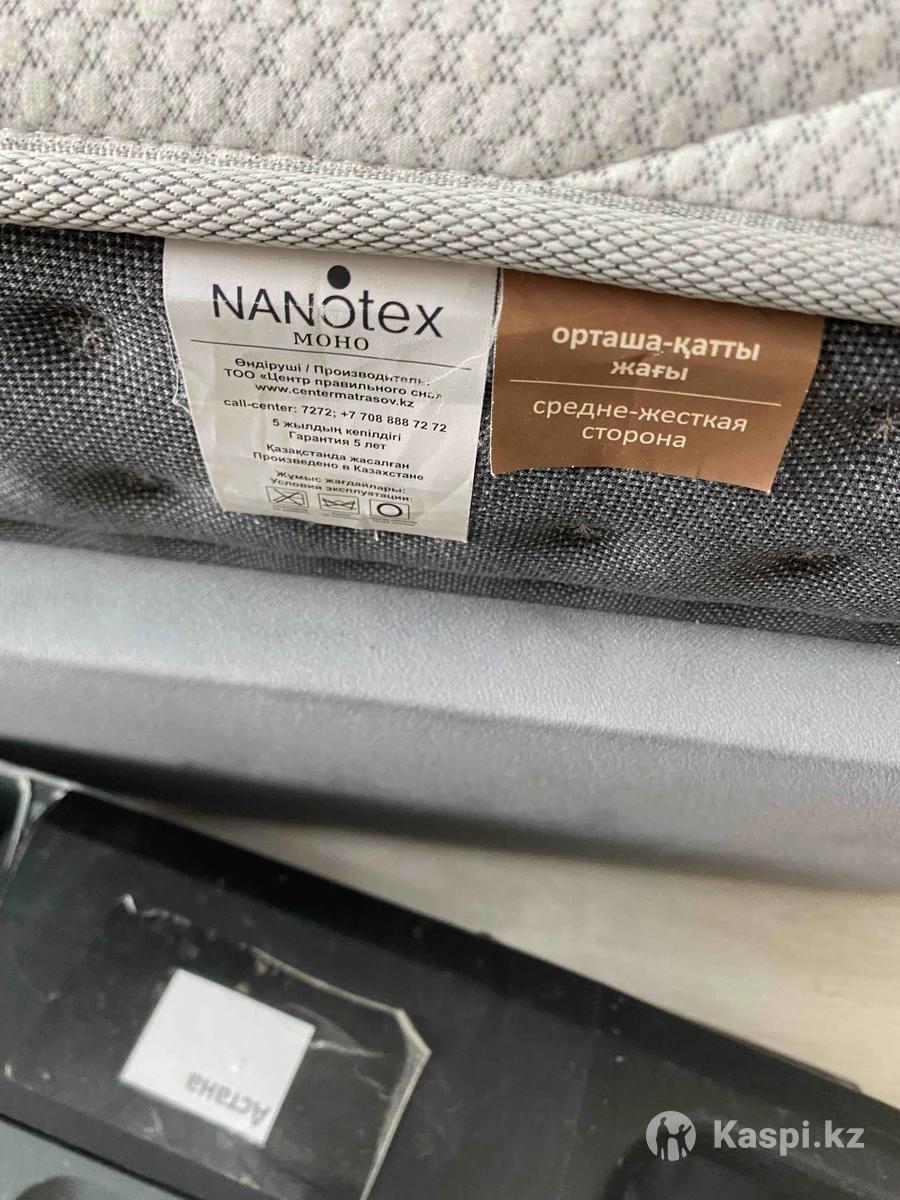 NANOtex
МОНО
Өндіруші / Производитель:
ТОО «Центр правильного сна»
www.centermatrasov.kz
call-center: 7272; +7 708 888 72 72
5 жылдың кепілдігі
Гарантия 5 лет
Қазақстанда жасалған
Произведено в Казахстане
Жұмыс жағдайлары:
Условия эксплуатации:
орташа-қатты
жағы
средне-жесткая
сторона
Астана
Kaspi.kz